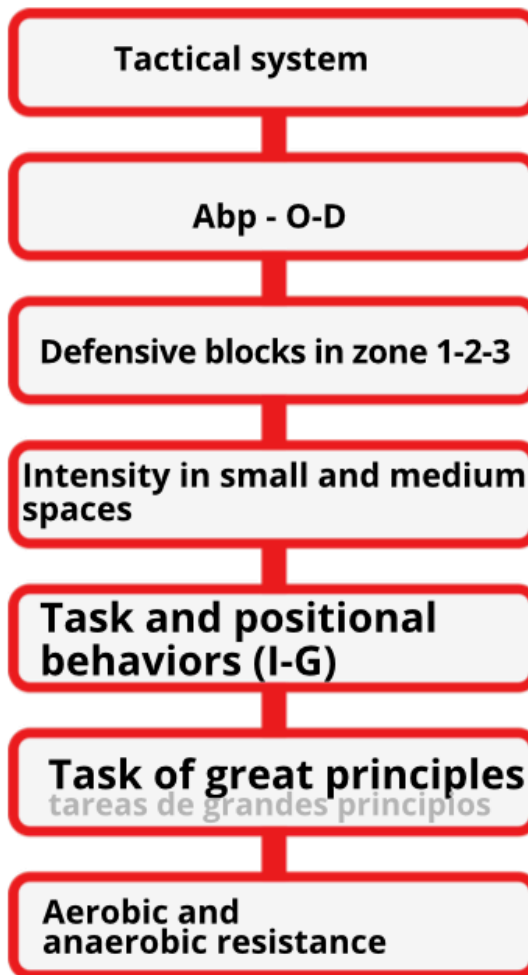 Tactical system
Abp - O-D
Defensive blocks in zone 1-2-3
Intensity in small and medium
spaces
Task and positional
behaviors (I-G)
Task of great principles
tareas de grandes principios
Aerobic and
anaerobic resistance